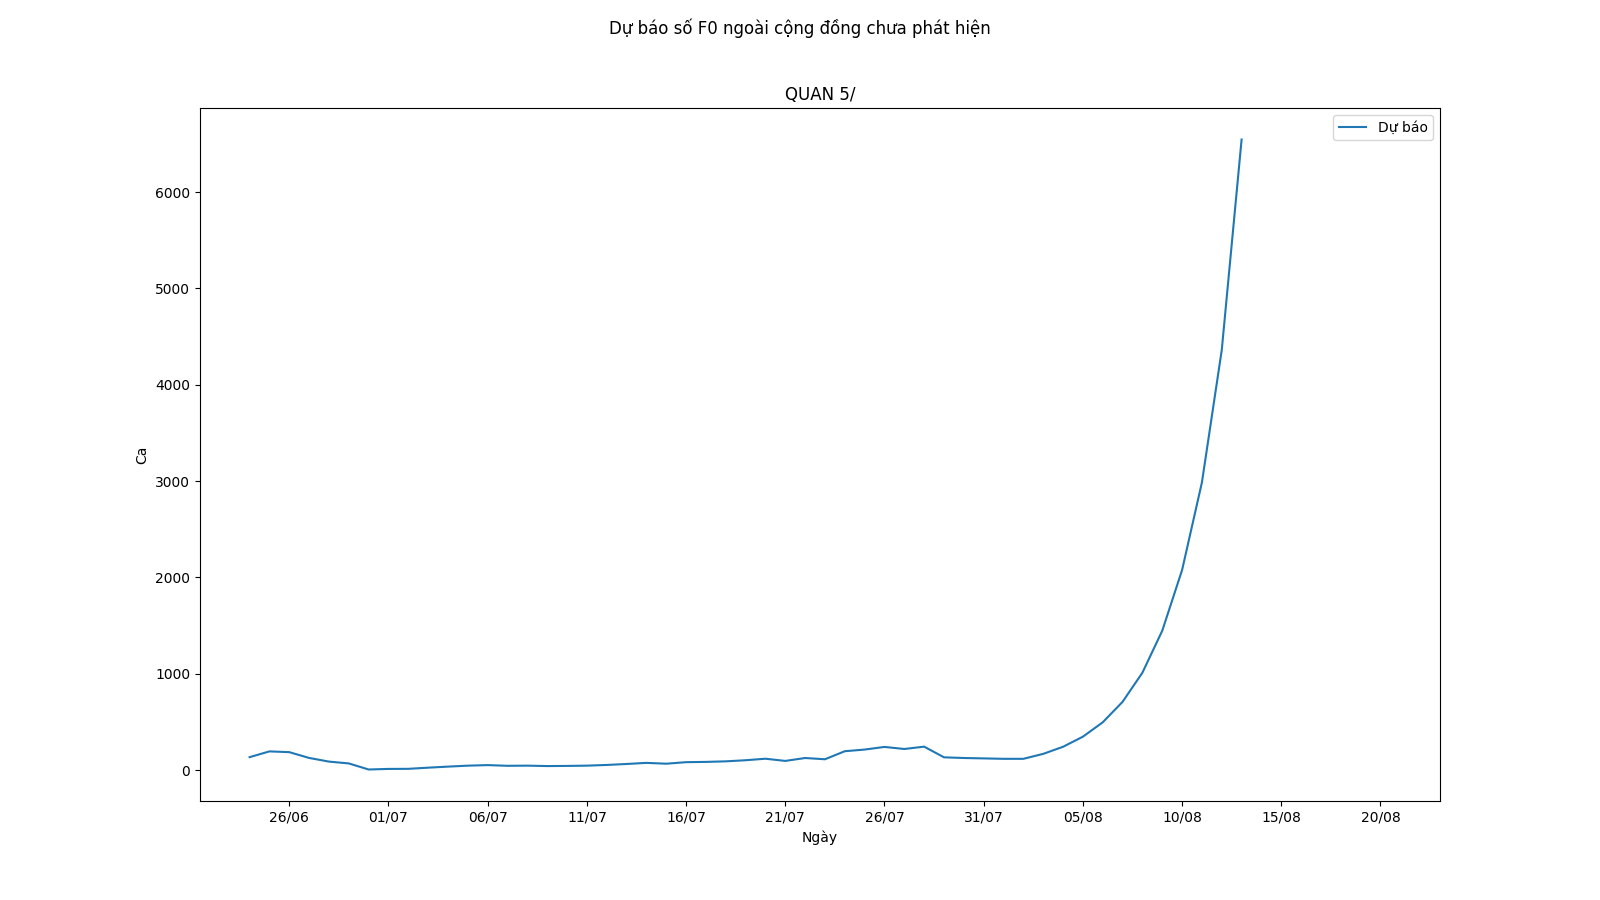 Dự báo số F0 ngoài cộng đồng chưa phát hiện
QUAN 5/
Dự báo
6000
5000
4000
3000
2000
1000
0
Ca
26/06 01/07 06/07 11/07 16/07 21/07 26/07 31/07 05/08 10/08 15/08 20/08
Ngày